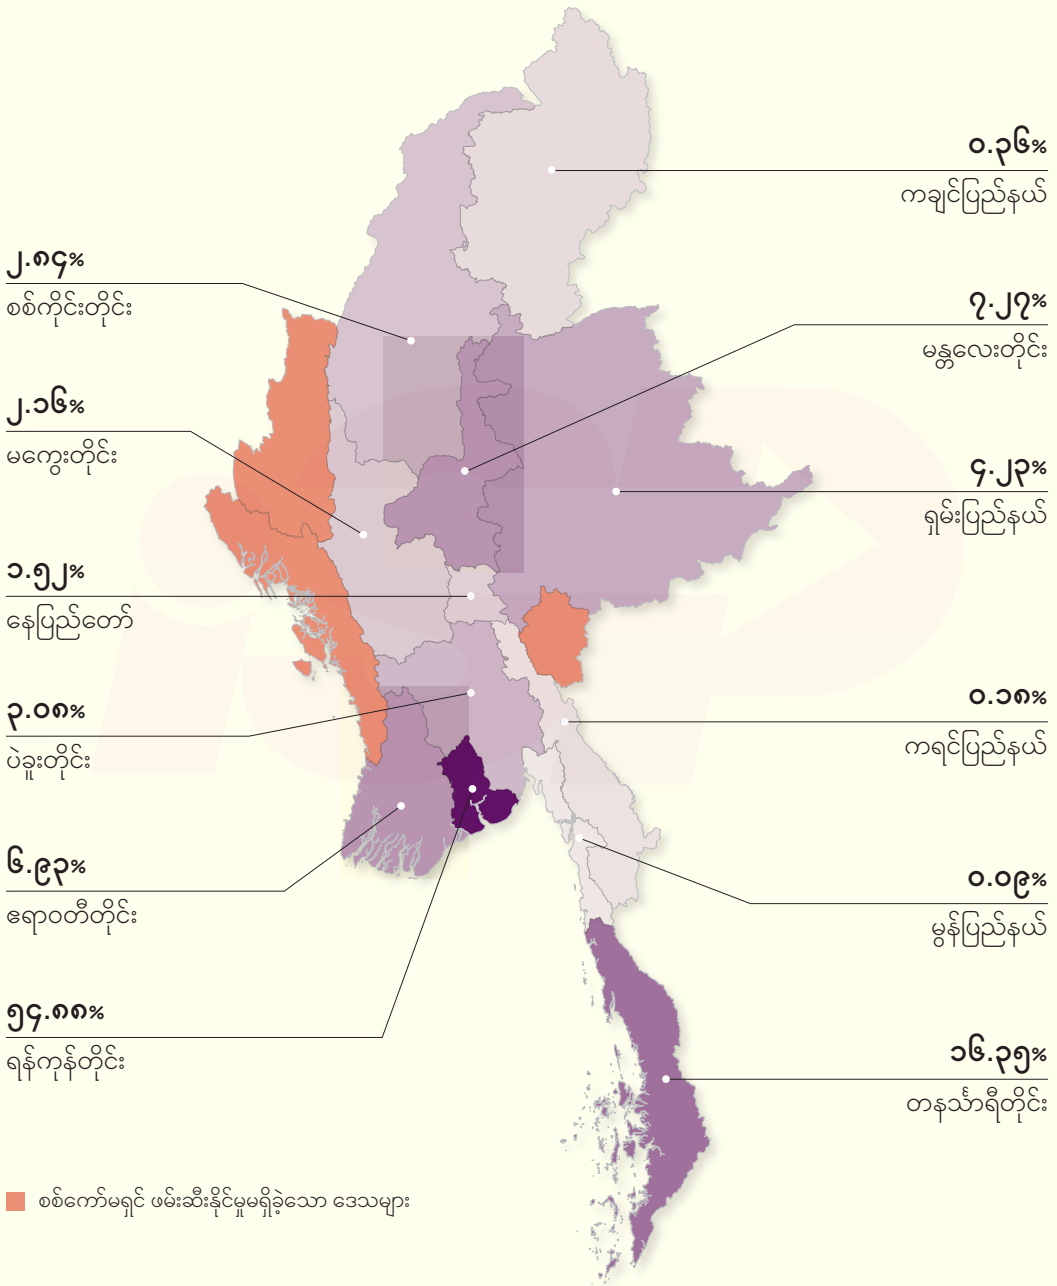 ၀.၃၆%
ကချင်ပြည်နယ်
၂.၈၄%
စစ်ကိုင်းတိုင်း
၇.၂၇%
မန္တလေးတိုင်း
၂.၁၆%
မကွေးတိုင်း
၄.၂၃%
ရှမ်းပြည်နယ်
၁.၅၂%
နေပြည်တော်
၃.၀၈%
ပဲခူးတိုင်း
၀.၁၈%
ကရင်ပြည်နယ်
၆.၉၃%
ဧရာဝတီတိုင်း
၀.၀၉%
မွန်ပြည်နယ်
၅၄.၈၈%
ရန်ကုန်တိုင်း
၁၆.၃၅%
တနင်္သာရီတိုင်း
စစ်ကော်မရှင် ဖမ်းဆီးနိုင်မှုမရှိခဲ့သော ဒေသများ